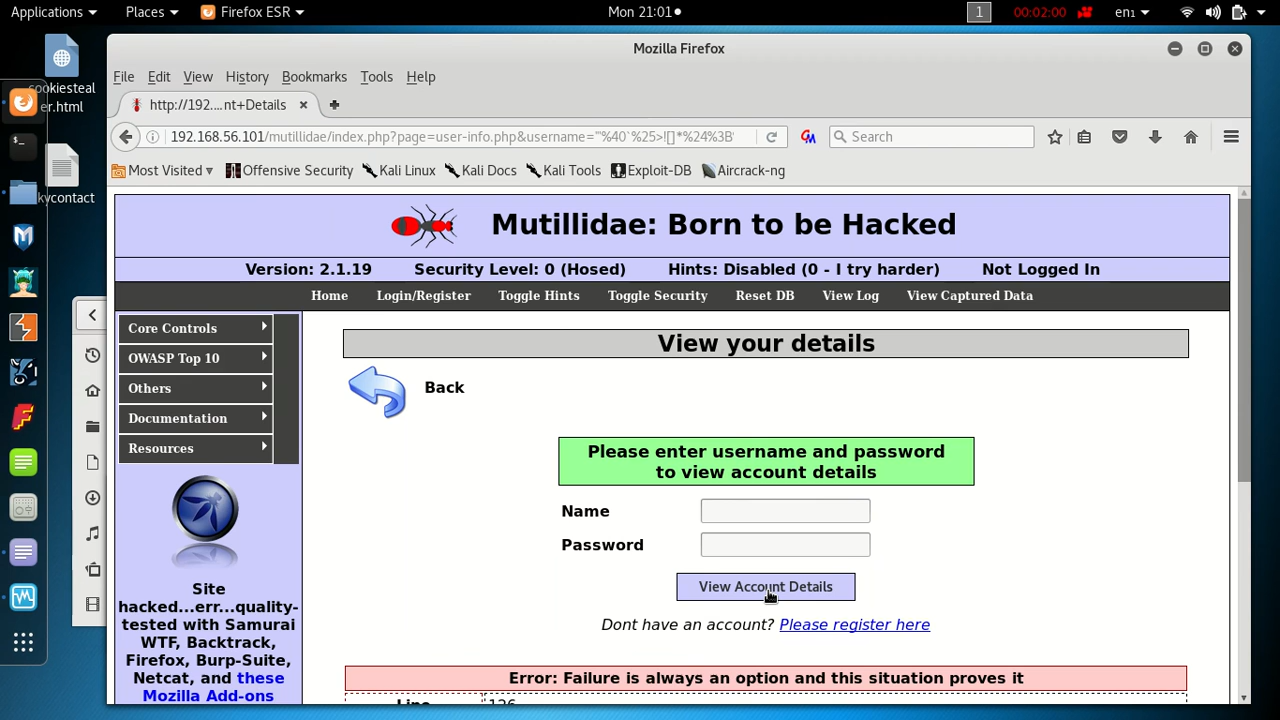 Applications Places Firefox ESR Mon 21:01 1 00:02:00 en1
cookiesteal
er.html
kycontact
Mozilla Firefox
File Edit View History Bookmarks Tools Help
http://192....nt+Details
192.168.56.101/mutillidae/index.php?page=user-info.php&username='"%40`%25>![]*%24%3B Search
Most Visited Offensive Security Kali Linux Kali Docs Kali Tools Exploit-DB Aircrack-ng
Mutillidae: Born to be Hacked
Version: 2.1.19 Security Level: 0 (Hosed) Hints: Disabled (0 - I try harder) Not Logged In
Home Login/Register Toggle Hints Toggle Security Reset DB View Log View Captured Data
Core Controls
OWASP Top 10
Others
Documentation
Resources
Site
hacked...err...quality-
tested with Samurai
WTF, Backtrack,
Firefox, Burp-Suite,
Netcat, and these
Mozilla Add-ons
View your details
Back
Please enter username and password
to view account details
Name
Password
View Account Details
Dont have an account? Please register here
Error: Failure is always an option and this situation proves it
Line 126